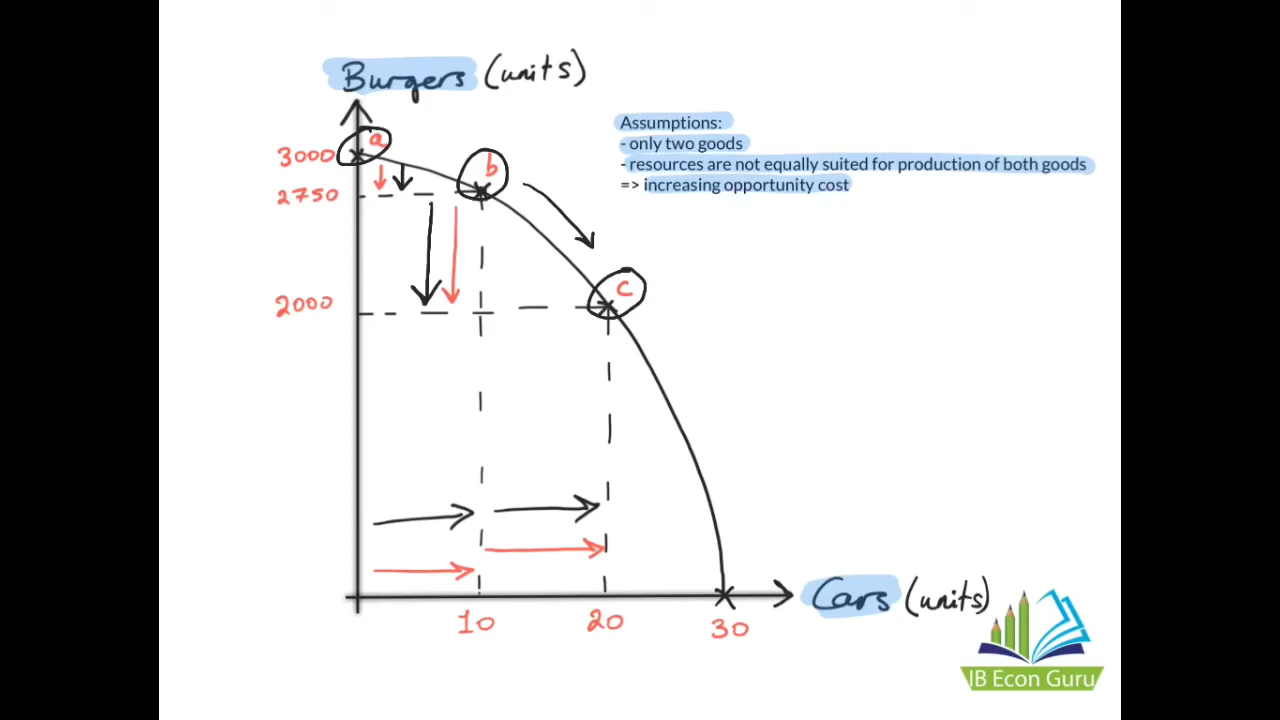 Burgers (units)
Assumptions:
- only two goods
- resources are not equally suited for production of both goods
=> increasing opportunity cost
a
3000
b
2750
c
2000
Cars (units)
10
20
30
IB Econ Guru